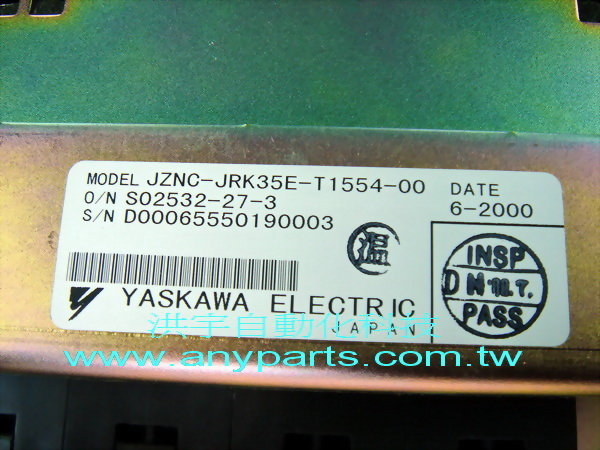 MODEL JZNC-JRK35E-T1554-00
O/N S02532-27-3
S/N D00065550190003
DATE
6-2000
温
INSP
PASS
YASKAWA ELECTRIC
JAPAN
洪宇自動化科技
www.anyparts.com.tw